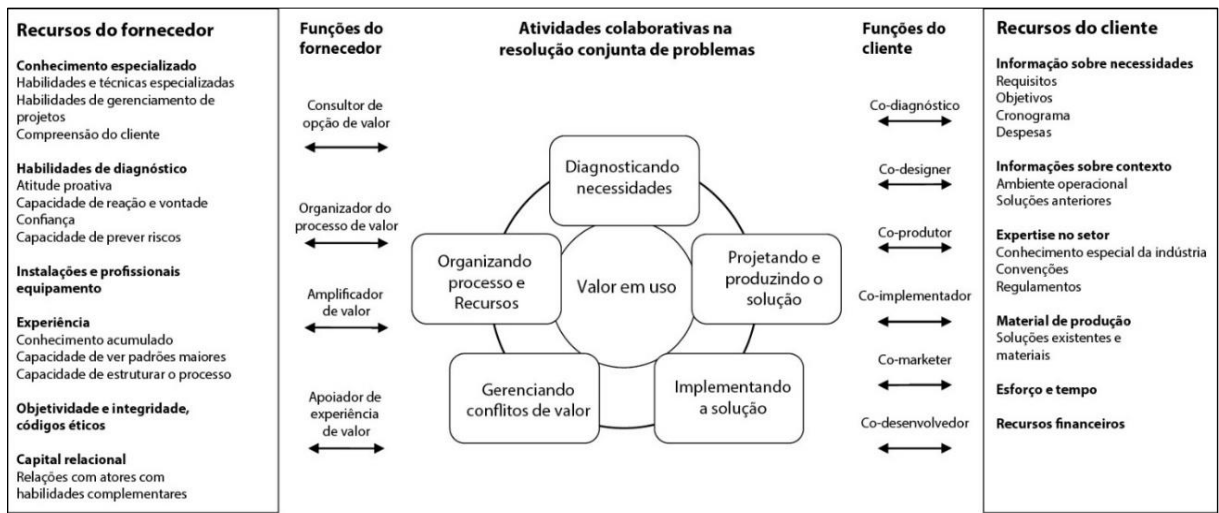 Recursos do fornecedor
Conhecimento especializado
Habilidades e técnicas especializadas
Habilidades de gerenciamento de
projetos
Compreensão do cliente
Habilidades de diagnóstico
Atitude proativa
Capacidade de reação e vontade
Confiança
Capacidade de prever riscos
Instalações e profissionais
equipamento
Experiência
Conhecimento acumulado
Capacidade de ver padrões maiores
Capacidade de estruturar o processo
Objetividade e integridade,
códigos éticos
Capital relacional
Relações com atores com
habilidades complementares
Funções do
fornecedor
Consultor de
opção de valor
Organizador do
processo de valor
Amplificador
de valor
Apoiador de
experiência
de valor
Atividades colaborativas na
resolução conjunta de problemas
Diagnosticando
necessidades
Organizando
processo e
Recursos
Valor em uso
Projetando e
produzindo o
solução
Gerenciando
conflitos de valor
Implementando
a solução
Funções do
cliente
Co-diagnóstico
Co-designer
Co-produtor
Co-implementador
Co-marketer
Co-desenvolvedor
Recursos do cliente
Informação sobre necessidades
Requisitos
Objetivos
Cronograma
Despesas
Informações sobre contexto
Ambiente operacional
Soluções anteriores
Expertise no setor
Conhecimento especial da indústria
Convenções
Regulamentos
Material de produção
Soluções existentes e
materiais
Esforço e tempo
Recursos financeiros